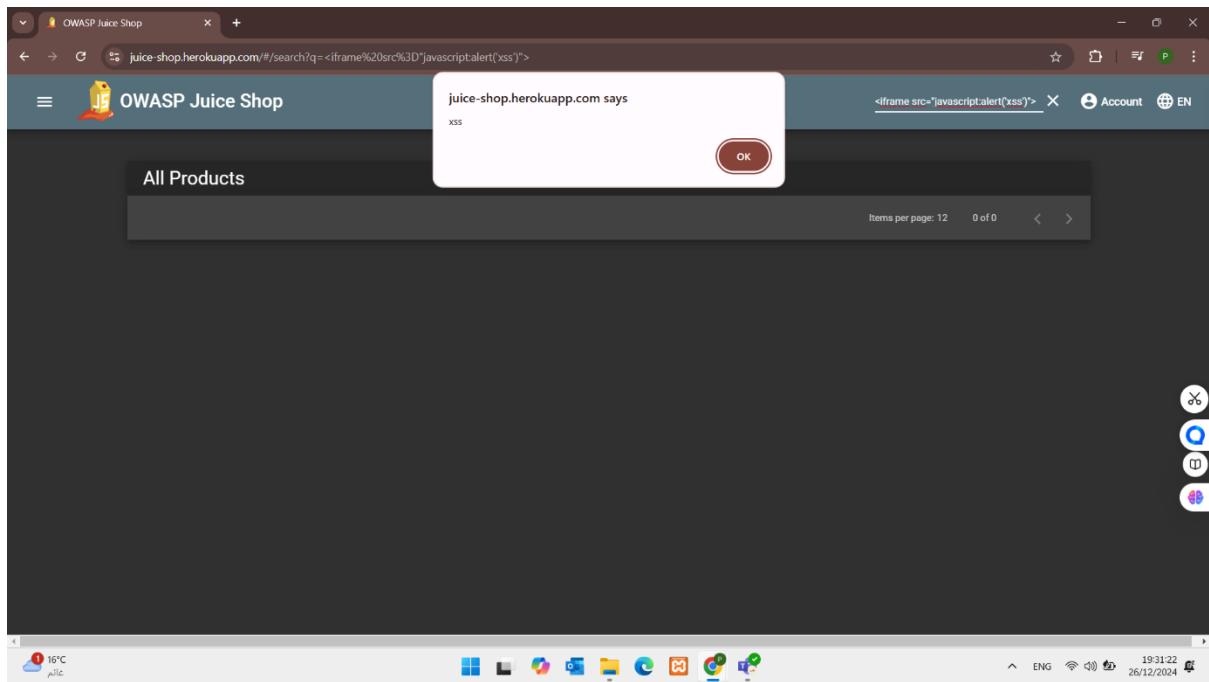 OWASP Juice Shop
juice-shop.herokuapp.com/#/search?q=<iframe%20src%3D"javascript:alert('xss')">
P
OWASP Juice Shop
<iframe src="javascript:alert('xss')">
Account
EN
juice-shop.herokuapp.com says
xss
OK
All Products
Items per page: 12
0 of 0
1
16°C
غائم
ENG
19:31:22
26/12/2024